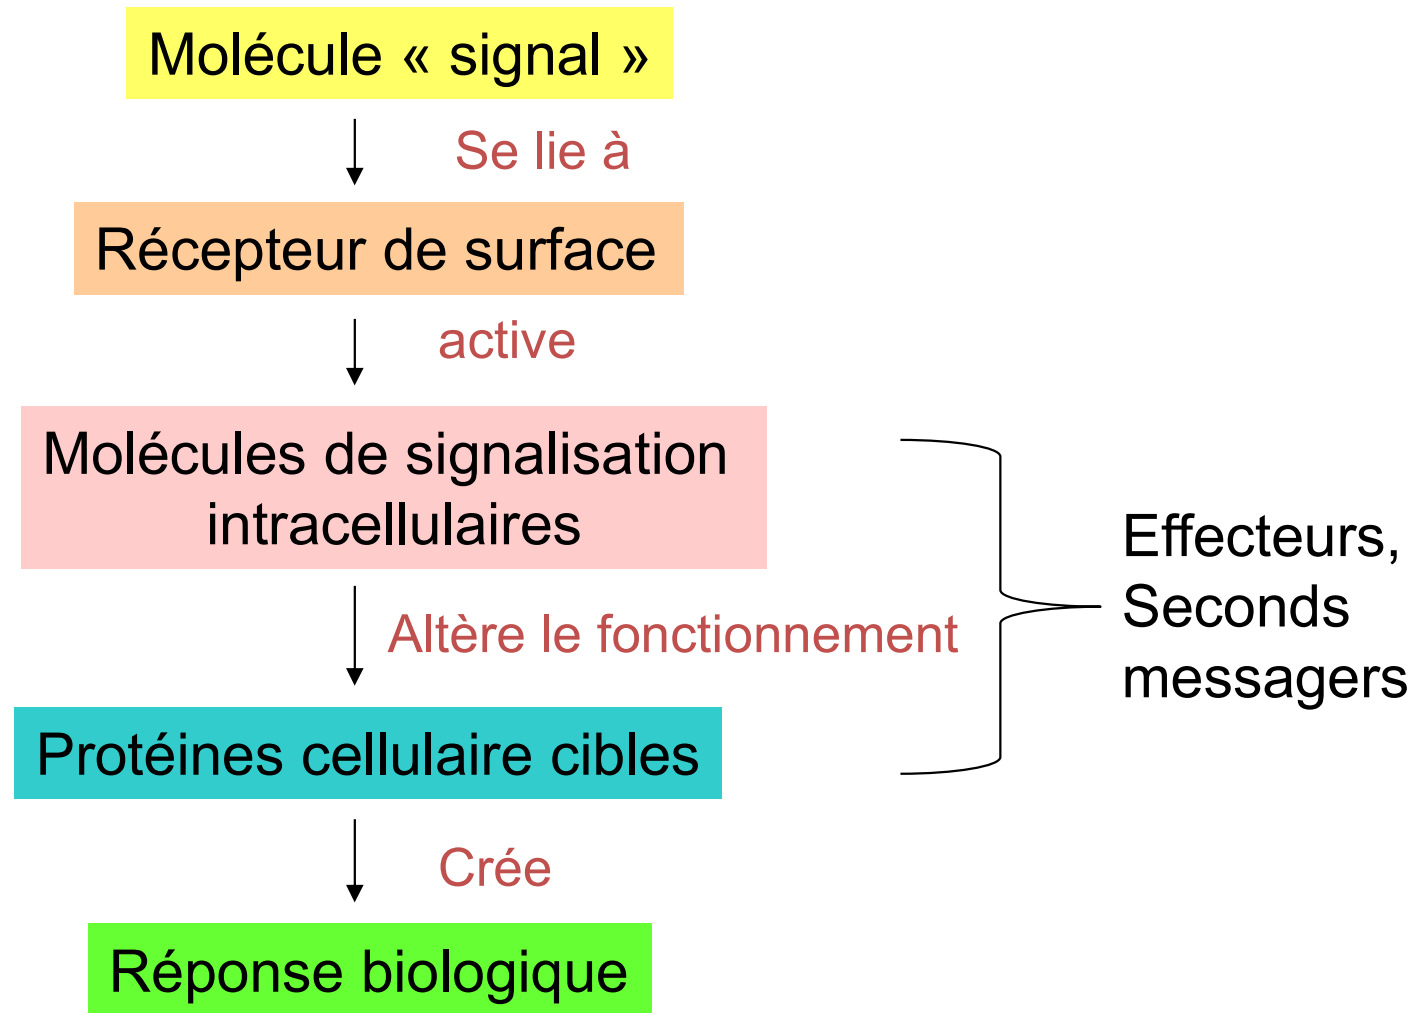 Molécule « signal »
Se lie à
Récepteur de surface
active
Molécules de signalisation
intracellulaires
Altère le fonctionnement
Protéines cellulaire cibles
Crée
Réponse biologique
Effecteurs,
Seconds
messagers